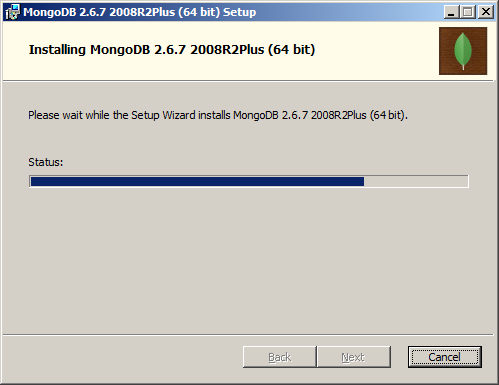 MongoDB 2.6.7 2008R2Plus (64 bit) Setup
Installing MongoDB 2.6.7 2008R2Plus (64 bit)
Please wait while the Setup Wizard installs MongoDB 2.6.7 2008R2Plus (64 bit).
Status:
Back Next Cancel